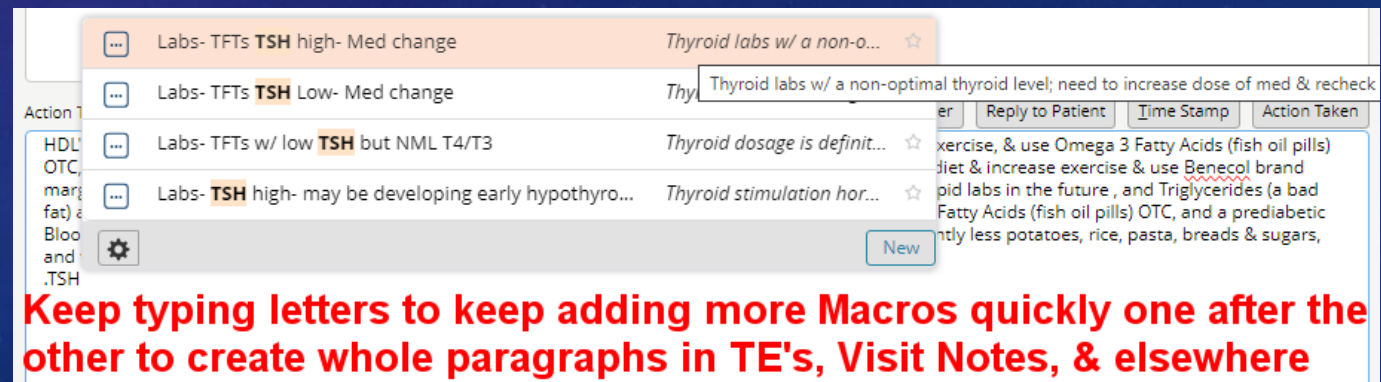 Labs- TFTs TSH high- Med change Thyroid labs w/ a non-o...
Thyroid labs w/ a non-optimal thyroid level; need to increase dose of med & recheck
Labs- TFTs TSH Low- Med change Thy
Action T er Reply to Patient Time Stamp Action Taken
Labs- TFTs w/ low TSH but NML T4/T3 Thyroid dosage is definit...
Labs- TSH high- may be developing early hypothyro... Thyroid stimulation hor...
New
HDL' xercise, & use Omega 3 Fatty Acids (fish oil pills)
OTC, diet & increase exercise & use Benecol brand
marg pid labs in the future , and Triglycerides (a bad
fat) a Fatty Acids (fish oil pills) OTC, and a prediabetic
Bloo ntly less potatoes, rice, pasta, breads & sugars,
and
.TSH
Keep typing letters to keep adding more Macros quickly one after the
other to create whole paragraphs in TE's, Visit Notes, & elsewhere